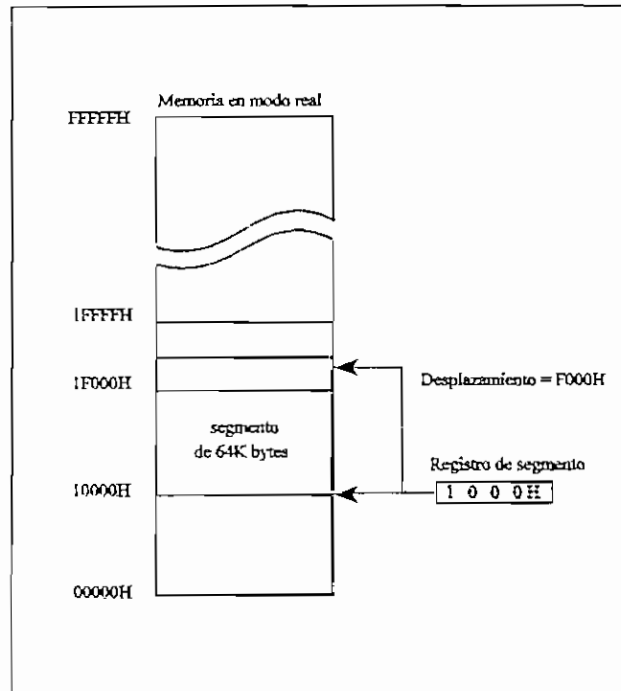 Memoria en modo real
FFFFFH
1FFFFH
1F000H
Desplazamiento = F000H
segmento
de 64K bytes
Registro de segmento
10000H
1 0 0 0H
00000H